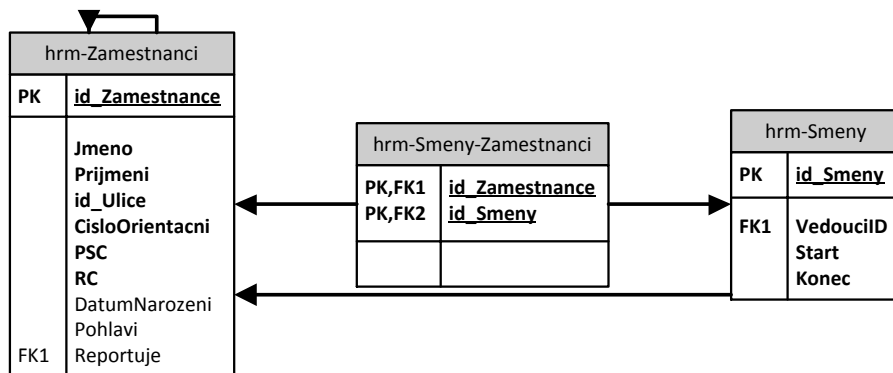 hrm-Zamestnanci
PK id_Zamestnance
Jmeno
Prijmeni
id_Ulice
CisloOrientacni
PSC
RC
DatumNarozeni
Pohlavi
FK1 Reportuje
hrm-Smeny-Zamestnanci
PK,FK1 id_Zamestnance
PK,FK2 id_Smeny
hrm-Smeny
PK id_Smeny
FK1 VedouciID
Start
Konec